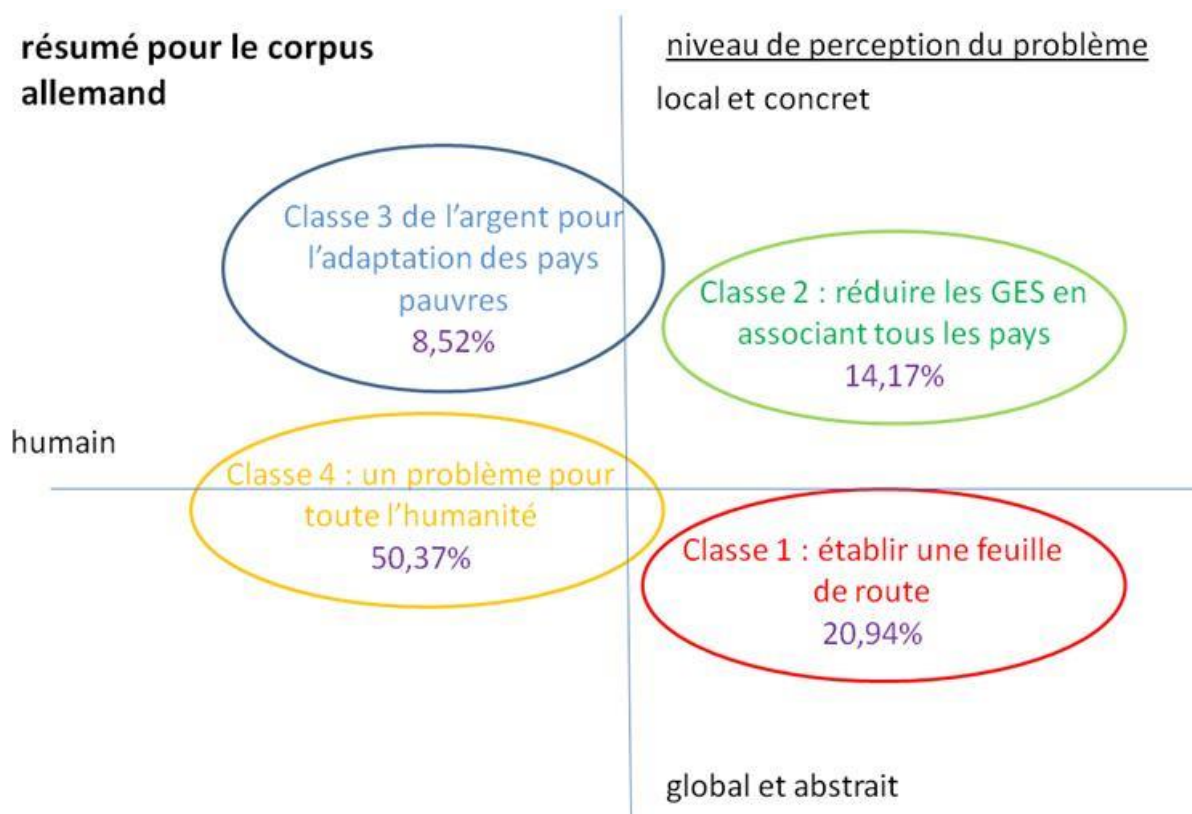 résumé pour le corpus
allemand
niveau de perception du problème
local et concret
Classe 3 de l'argent pour
l'adaptation des pays
pauvres
8,52%
Classe 2 : réduire les GES en
associant tous les pays
14,17%
humain
Classe 4 : un problème pour
toute l'humanité
50,37%
Classe 1 : établir une feuille
de route
20,94%
global et abstrait